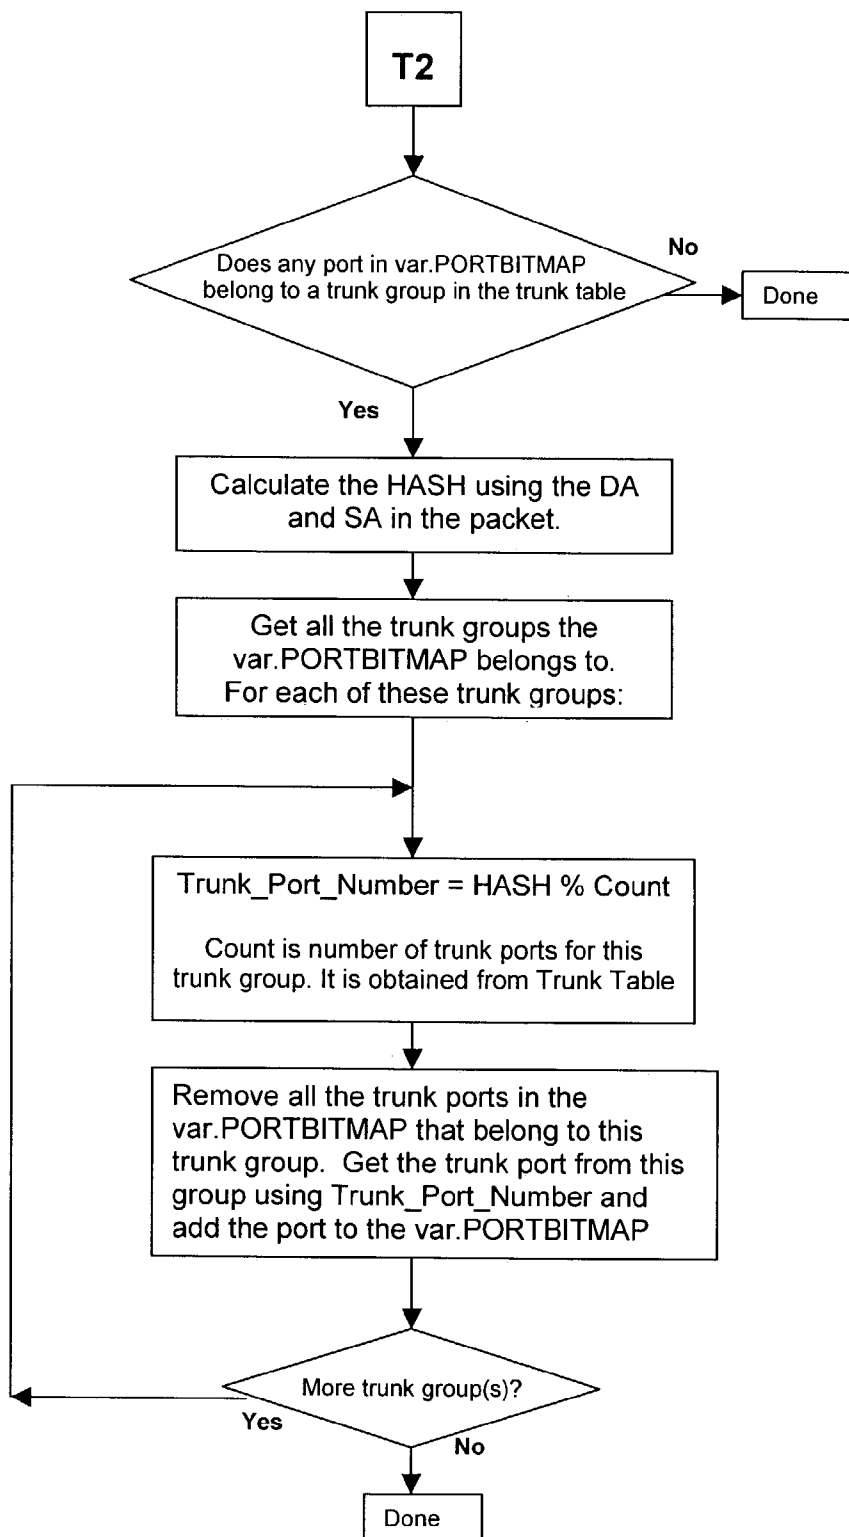 T2
Does any port in var.PORTBITMAP
belong to a trunk group in the trunk table
No
Done
Yes
Calculate the HASH using the DA
and SA in the packet.
Get all the trunk groups the
var.PORTBITMAP belongs to.
For each of these trunk groups:
Trunk_Port_Number = HASH % Count
Count is number of trunk ports for this
trunk group. It is obtained from Trunk Table
Remove all the trunk ports in the
var.PORTBITMAP that belong to this
trunk group. Get the trunk port from this
group using Trunk_Port_Number and
add the port to the var.PORTBITMAP
More trunk group(s)?
Yes
No
Done